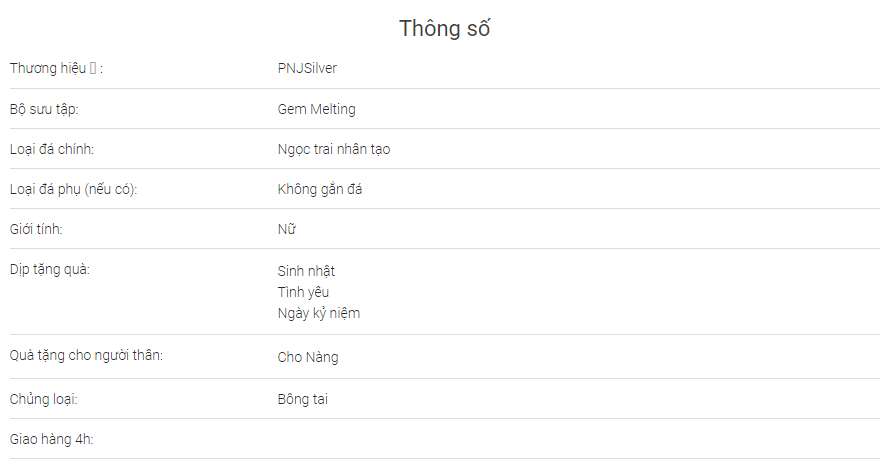 Thông số
Thương hiệu ▯ : PNJSilver
Bộ sưu tập: Gem Melting
Loại đá chính: Ngọc trai nhân tạo
Loại đá phụ (nếu có): Không gắn đá
Giới tính: Nữ
Dịp tặng quà: Sinh nhật
Tình yêu
Ngày kỷ niệm
Quà tặng cho người thân: Cho Nàng
Chủng loại: Bông tai
Giao hàng 4h: